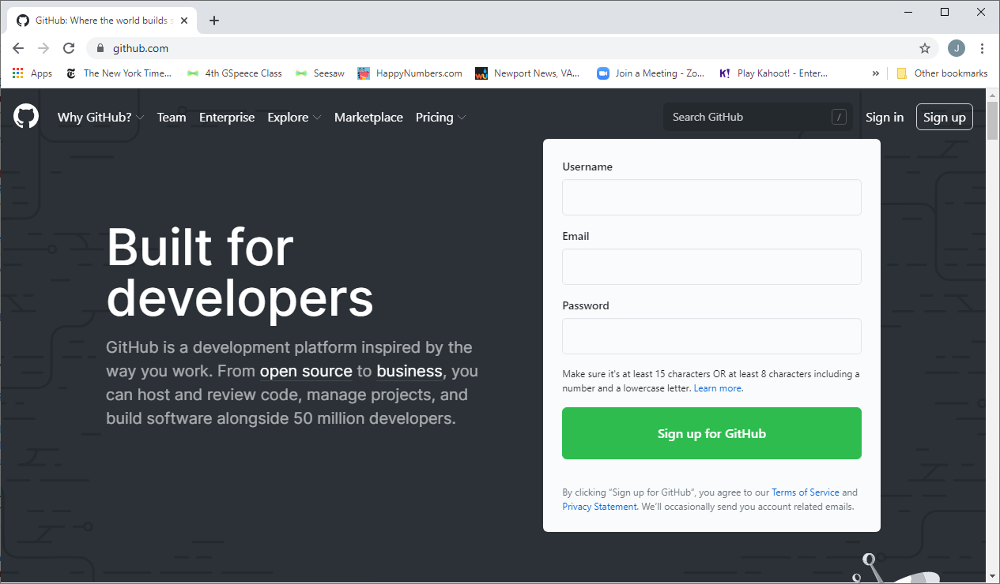 GitHub: Where the world builds s
github.com
J
Apps The New York Time... 4th GSpeece Class Seesaw HappyNumbers.com Newport News, VA... Join a Meeting - Zo... K! Play Kahoot! - Enter... » Other bookmarks
Why GitHub? Team Enterprise Explore Marketplace Pricing Search GitHub / Sign in Sign up
Built for
developers
GitHub is a development platform inspired by the
way you work. From open source to business, you
can host and review code, manage projects, and
build software alongside 50 million developers.
Username
Email
Password
Make sure it's at least 15 characters OR at least 8 characters including a
number and a lowercase letter. Learn more.
Sign up for GitHub
By clicking “Sign up for GitHub”, you agree to our Terms of Service and
Privacy Statement. We’ll occasionally send you account related emails.